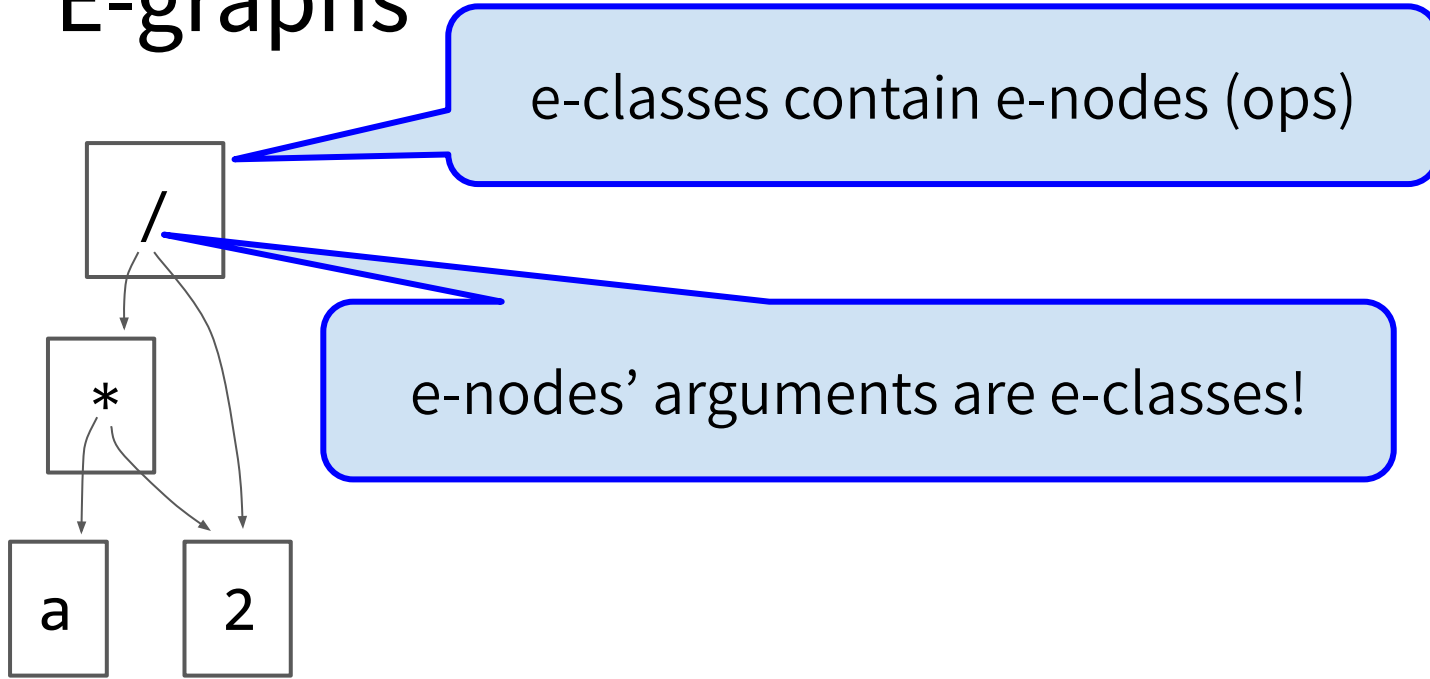 E-graphs
e-classes contain e-nodes (ops)
/
e-nodes’ arguments are e-classes!
*
a
2